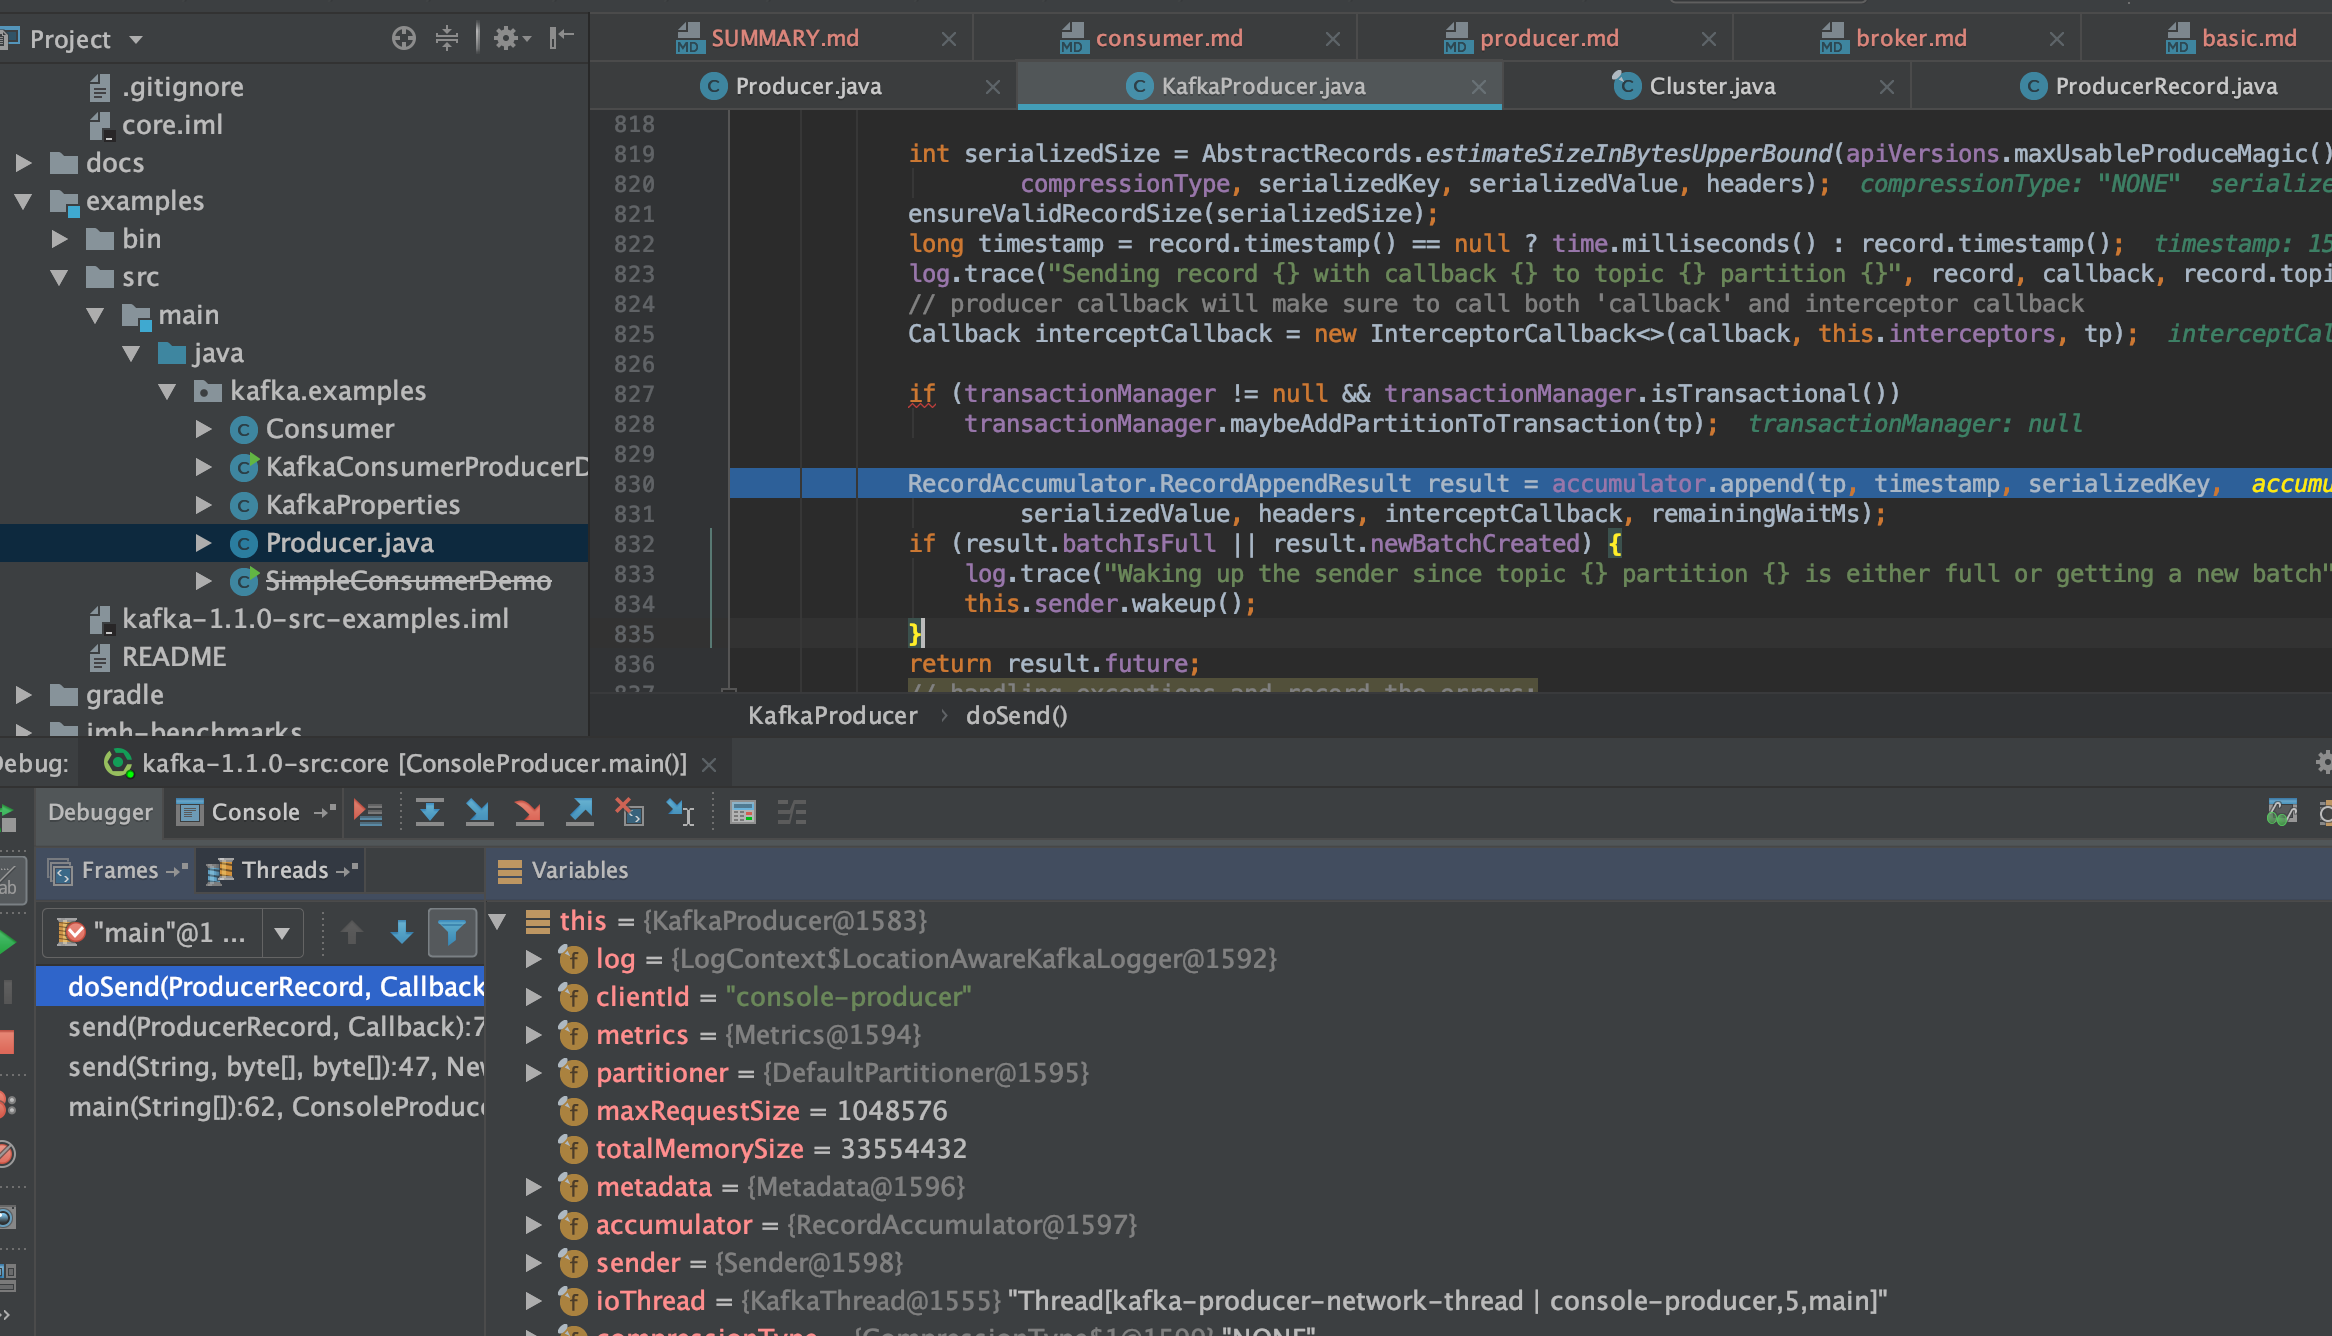 Project
SUMMARY.md
consumer.md
producer.md
broker.md
basic.md
Producer.java
KafkaProducer.java
Cluster.java
ProducerRecord.java
.gitignore
core.iml
docs
examples
bin
src
main
java
kafka.examples
Consumer
KafkaConsumerProducerD
KafkaProperties
Producer.java
SimpleConsumerDemo
kafka-1.1.0-src-examples.iml
README
gradle
jmh-benchmarks
818
819 int serializedSize = AbstractRecords.estimateSizeInBytesUpperBound(apiVersions.maxUsableProduceMagic()
820 compressionType, serializedKey, serializedValue, headers); compressionType: "NONE" serialize
821 ensureValidRecordSize(serializedSize);
822 long timestamp = record.timestamp() == null ? time.milliseconds() : record.timestamp(); timestamp: 15
823 log.trace("Sending record {} with callback {} to topic {} partition {}", record, callback, record.topi
824 // producer callback will make sure to call both 'callback' and interceptor callback
825 Callback interceptCallback = new InterceptorCallback<>(callback, this.interceptors, tp); interceptCal
826
827 if (transactionManager != null && transactionManager.isTransactional())
828 transactionManager.maybeAddPartitionToTransaction(tp); transactionManager: null
829
830 RecordAccumulator.RecordAppendResult result = accumulator.append(tp, timestamp, serializedKey, accumu
831 serializedValue, headers, interceptCallback, remainingWaitMs);
832 if (result.batchIsFull || result.newBatchCreated) {
833 log.trace("Waking up the sender since topic {} partition {} is either full or getting a new batch"
834 this.sender.wakeup();
835 }
836 return result.future;
837 // handling exceptions and record the errors;
KafkaProducer › doSend()
Debug: kafka-1.1.0-src:core [ConsoleProducer.main()]
Debugger Console
Frames Threads Variables
"main"@1 ...
doSend(ProducerRecord, Callback
send(ProducerRecord, Callback):7
send(String, byte[], byte[]):47, New
main(String[]):62, ConsoleProduce
this = {KafkaProducer@1583}
log = {LogContext$LocationAwareKafkaLogger@1592}
clientId = "console-producer"
metrics = {Metrics@1594}
partitioner = {DefaultPartitioner@1595}
maxRequestSize = 1048576
totalMemorySize = 33554432
metadata = {Metadata@1596}
accumulator = {RecordAccumulator@1597}
sender = {Sender@1598}
ioThread = {KafkaThread@1555} "Thread[kafka-producer-network-thread | console-producer,5,main]"
compressionType = {CompressionType$1@1599} "NONE"